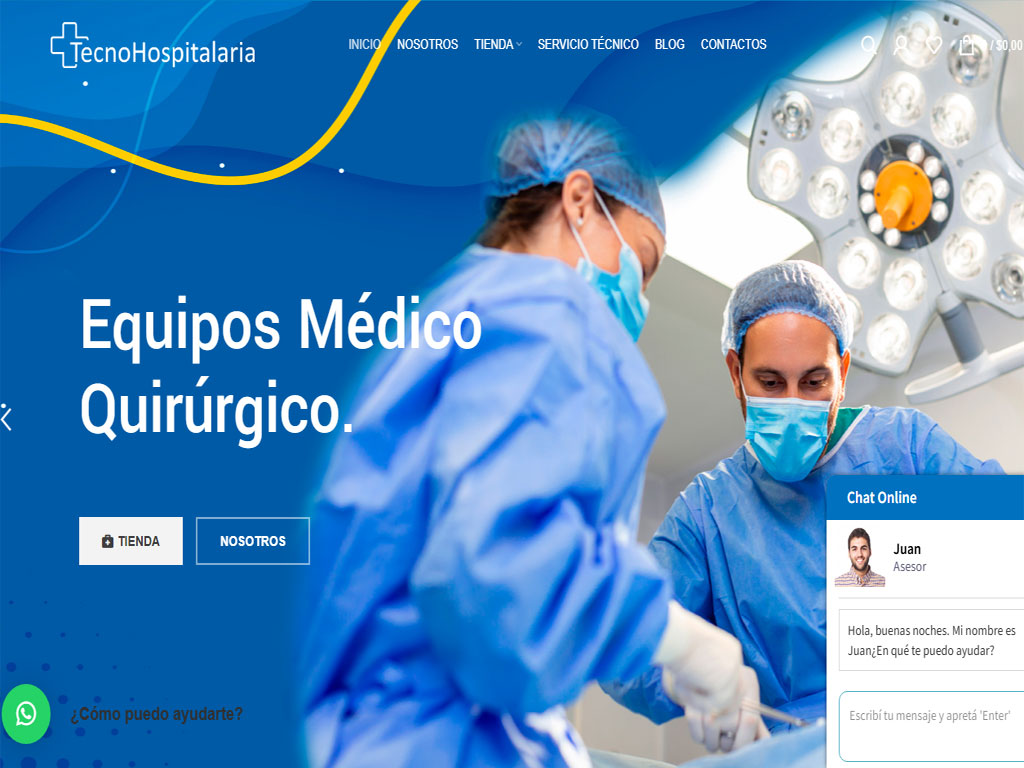 TecnoHospitalaria
INICIO NOSOTROS TIENDA SERVICIO TÉCNICO BLOG CONTACTOS
/ $0,00
Equipos Médico
Quirúrgico.
TIENDA NOSOTROS
Chat Online
Juan
Asesor
Hola, buenas noches. Mi nombre es
Juan¿En qué te puedo ayudar?
¿Cómo puedo ayudarte?
Escribí tu mensaje y apretá 'Enter'